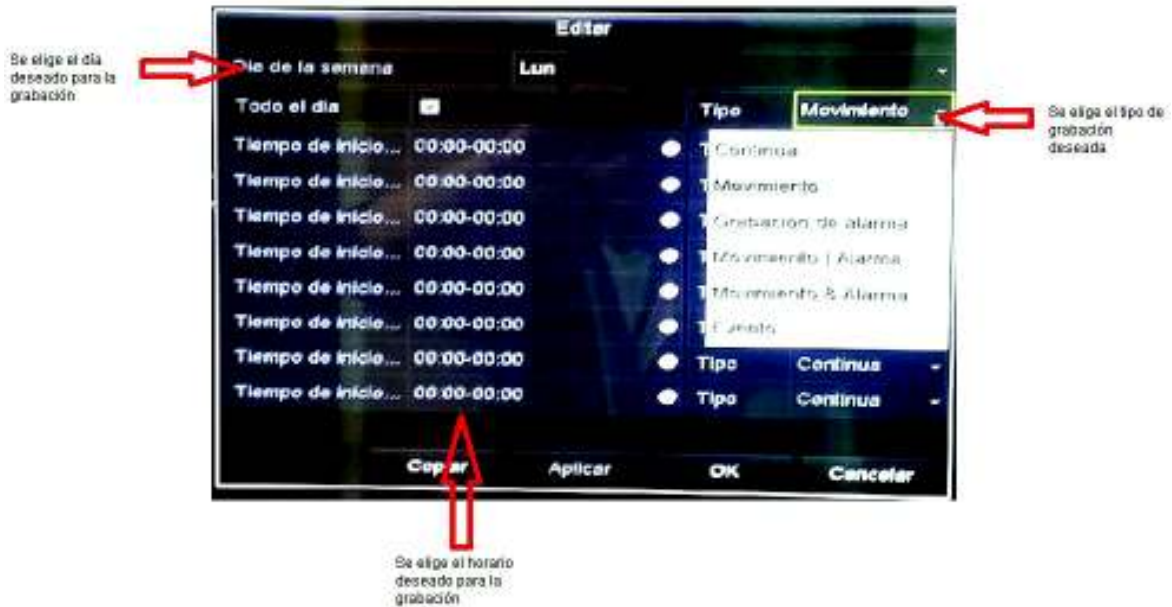 Editar
Se elige el día
deseado para la
grabación
Dia de la semana Lun
Todo el dia Tipo Movimiento
Se elige el tipo de
grabación
deseada
Tiempo de inicio... 00:00-00:00 T
Continua
Tiempo de inicio... 00:00-00:00 T
Movimiento
Tiempo de inicio... 00:00-00:00 T
Grabacion de alarma
Tiempo de inicio... 00:00-00:00 T
Movimiento | Alarma
Tiempo de inicio... 00:00-00:00 T
Movimiento & Alarma
Tiempo de inicio... 00:00-00:00 T
Evento
Tiempo de inicio... 00:00-00:00 Tipo Continua
Tiempo de inicio... 00:00-00:00 Tipo Continua
Copiar Aplicar OK Cancelar
Se elige el horario
deseado para la
grabación